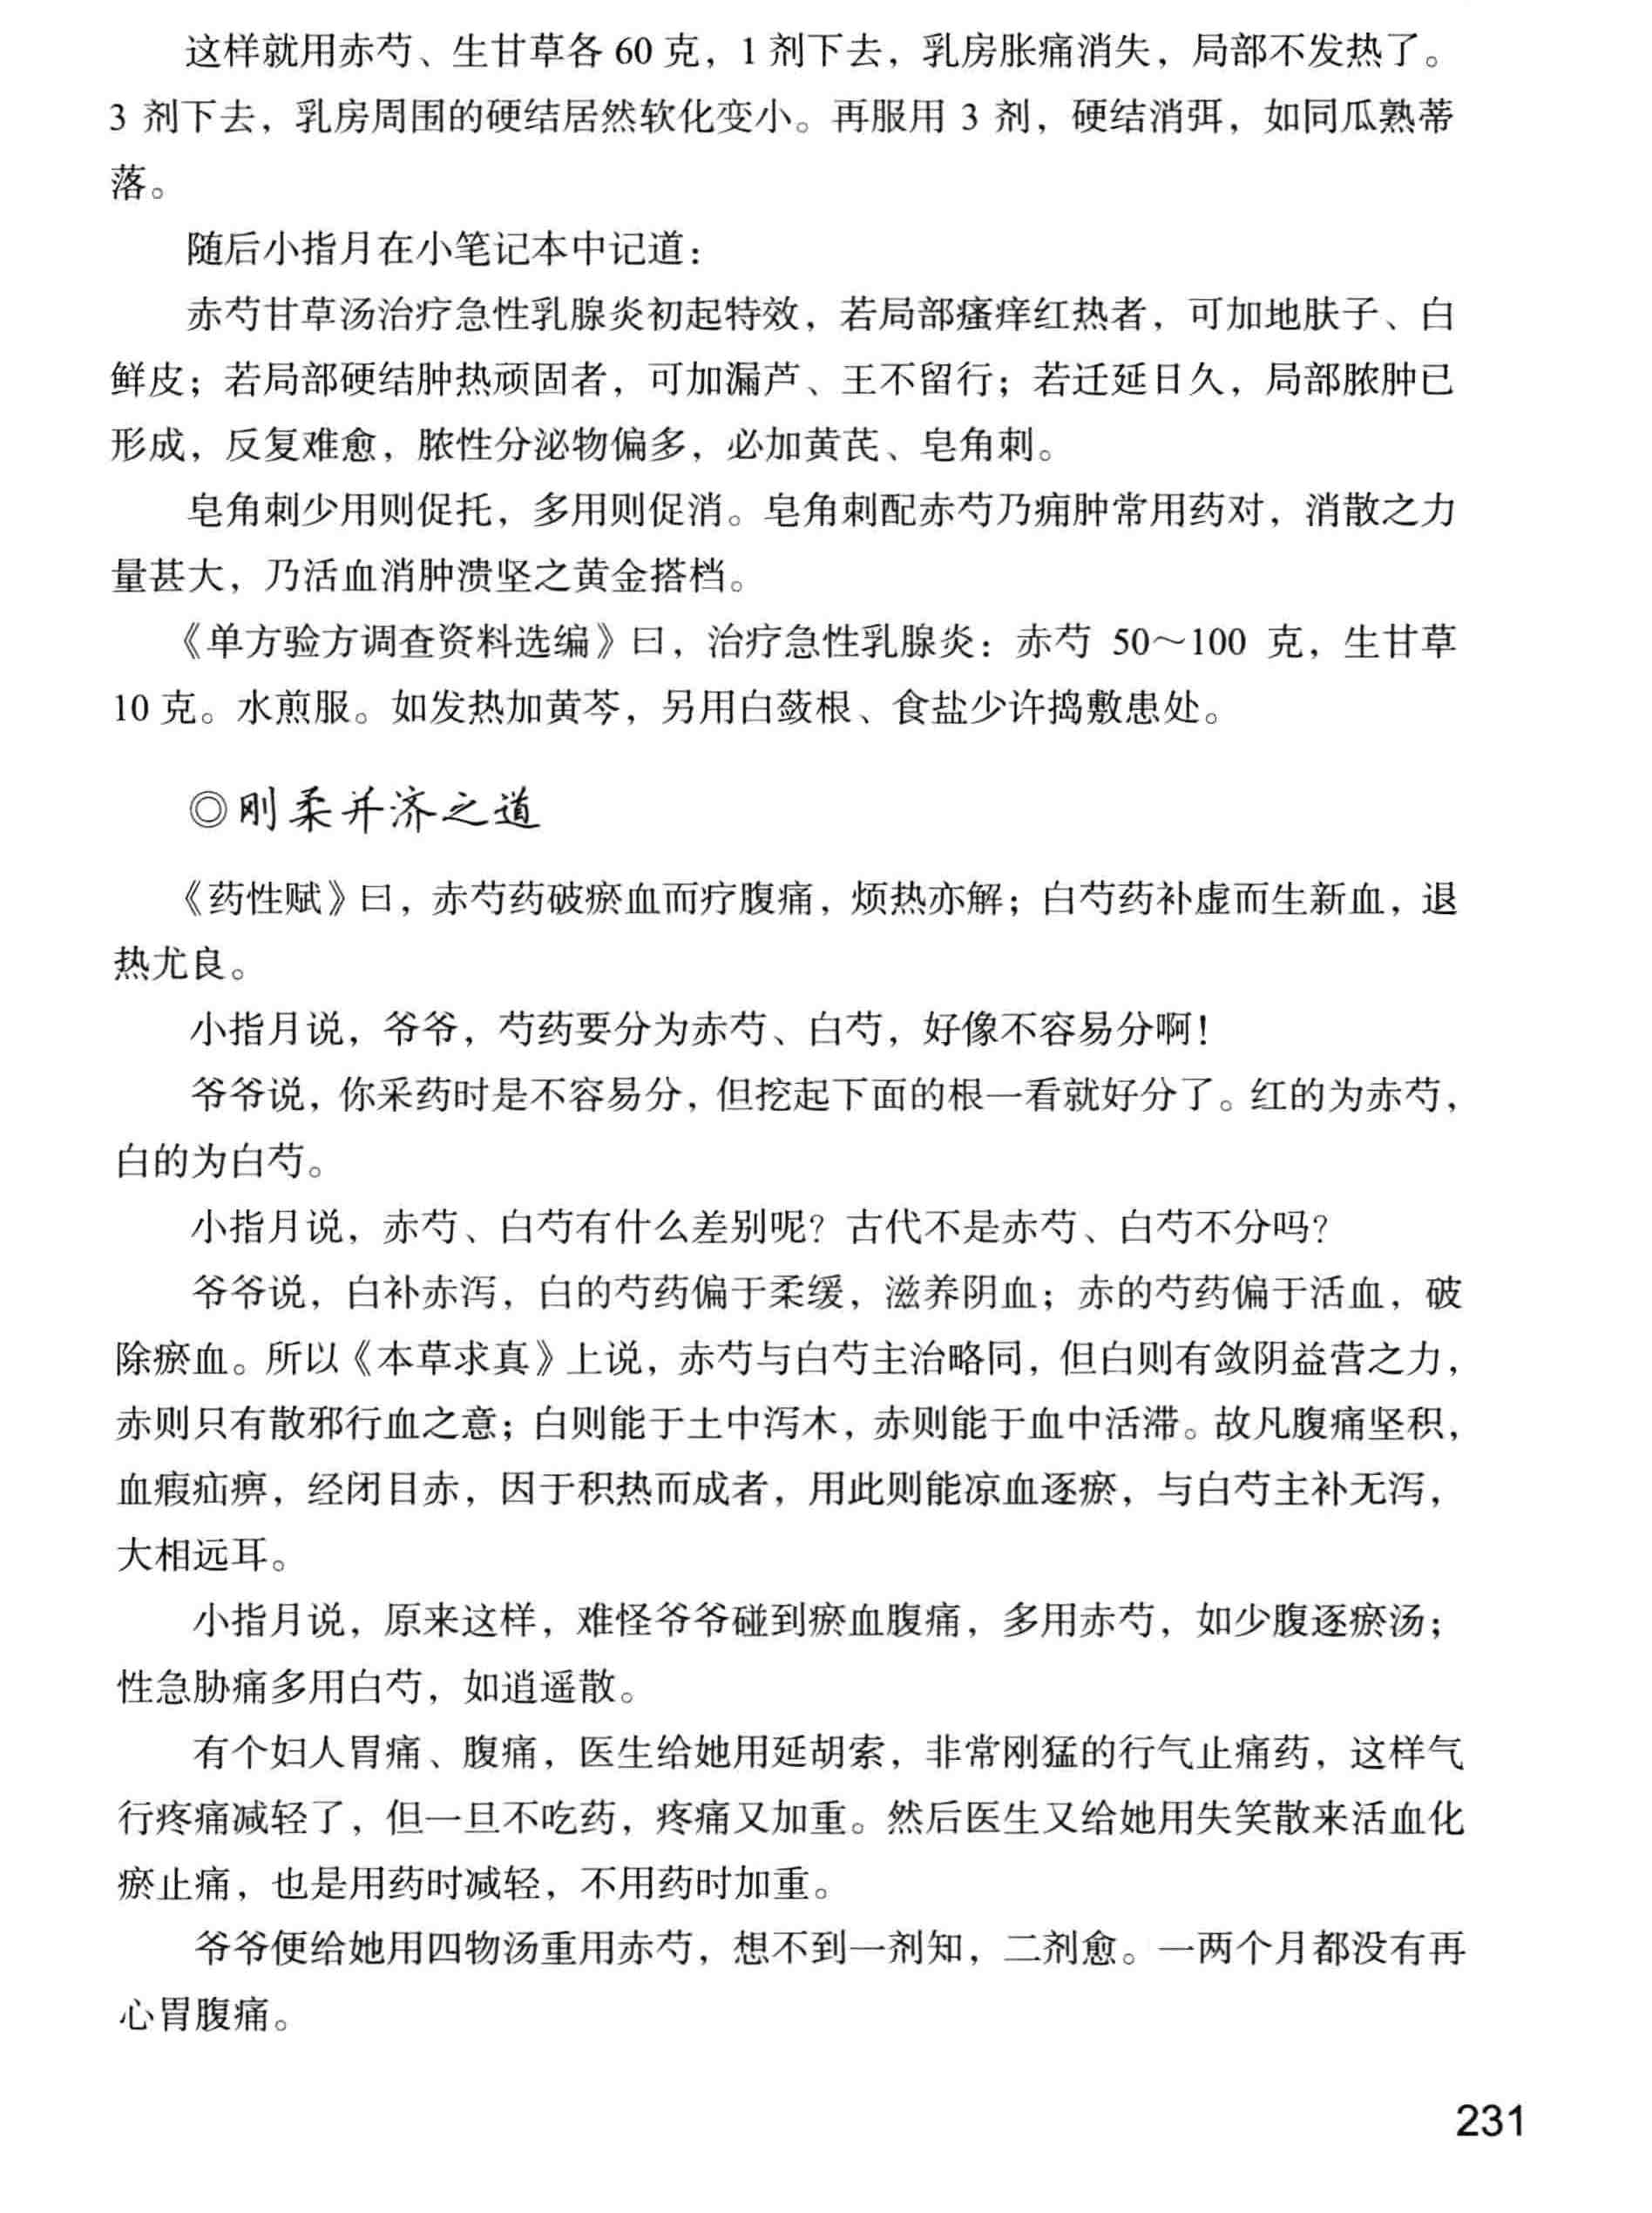 这样就用赤芍、生甘草各 60 克，1 剂下去，乳房胀痛消失，局部不发热了。
3 剂下去，乳房周围的硬结居然软化变小。再服用 3 剂，硬结消弭，如同瓜熟蒂
落。
随后小指月在小笔记本中记道：
赤芍甘草汤治疗急性乳腺炎初起特效，若局部瘙痒红热者，可加地肤子、白
鲜皮；若局部硬结肿热顽固者，可加漏芦、王不留行；若迁延日久，局部脓肿已
形成，反复难愈，脓性分泌物偏多，必加黄芪、皂角刺。
皂角刺少用则促托，多用则促消。皂角刺配赤芍乃痈肿常用药对，消散之力
量甚大，乃活血消肿溃坚之黄金搭档。
《单方验方调查资料选编》曰，治疗急性乳腺炎：赤芍 50～100 克，生甘草
10 克。水煎服。如发热加黄芩，另用白蔹根、食盐少许捣敷患处。
◎刚柔并济之道
《药性赋》曰，赤芍药破瘀血而疗腹痛，烦热亦解；白芍药补虚而生新血，退
热尤良。
小指月说，爷爷，芍药要分为赤芍、白芍，好像不容易分啊！
爷爷说，你采药时是不容易分，但挖起下面的根一看就好分了。红的为赤芍，
白的为白芍。
小指月说，赤芍、白芍有什么差别呢？古代不是赤芍、白芍不分吗？
爷爷说，白补赤泻，白的芍药偏于柔缓，滋养阴血；赤的芍药偏于活血，破
除瘀血。所以《本草求真》上说，赤芍与白芍主治略同，但白则有敛阴益营之力，
赤则只有散邪行血之意；白则能于土中泻木，赤则能于血中活滞。故凡腹痛坚积，
血瘕疝痹，经闭目赤，因于积热而成者，用此则能凉血逐瘀，与白芍主补无泻，
大相远耳。
小指月说，原来这样，难怪爷爷碰到瘀血腹痛，多用赤芍，如少腹逐瘀汤；
性急胁痛多用白芍，如逍遥散。
有个妇人胃痛、腹痛，医生给她用延胡索，非常刚猛的行气止痛药，这样气
行疼痛减轻了，但一旦不吃药，疼痛又加重。然后医生又给她用失笑散来活血化
瘀止痛，也是用药时减轻，不用药时加重。
爷爷便给她用四物汤重用赤芍，想不到一剂知，二剂愈。一两个月都没有再
心胃腹痛。
231